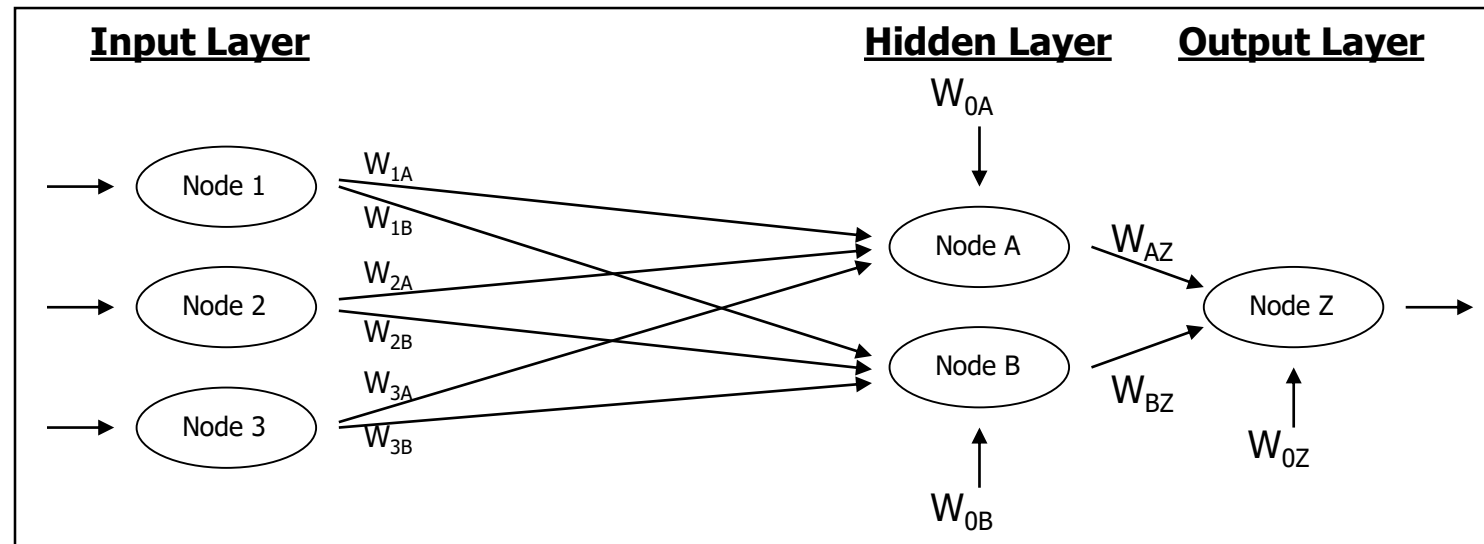 Input Layer Hidden Layer Output Layer
W0A
W1A
Node 1
W1B
Node A
WAZ
W2A
Node 2
Node Z
W2B
Node B
W3A
WBZ
Node 3
W3B
W0Z
W0B